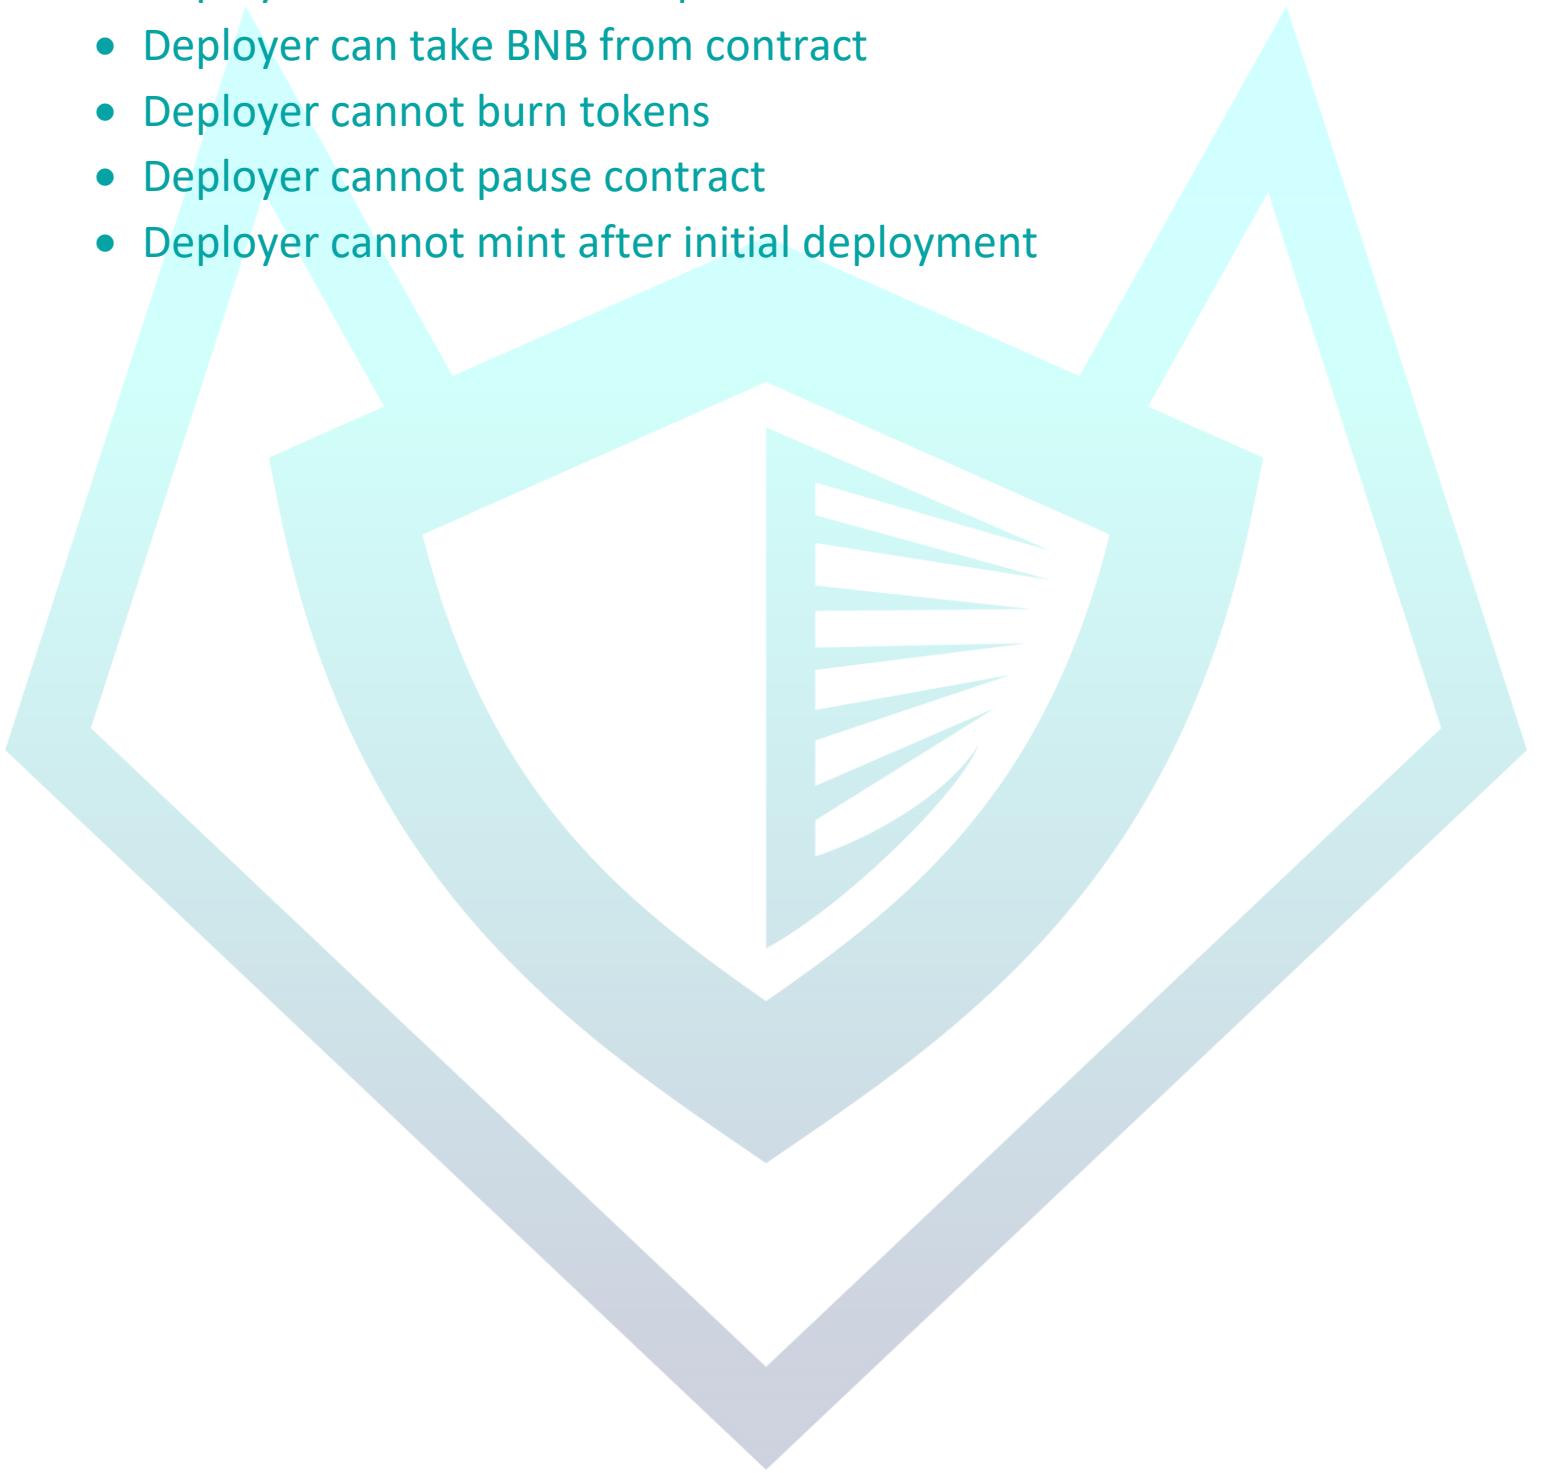 • Deployer can take BNB from contract
• Deployer cannot burn tokens
• Deployer cannot pause contract
• Deployer cannot mint after initial deployment